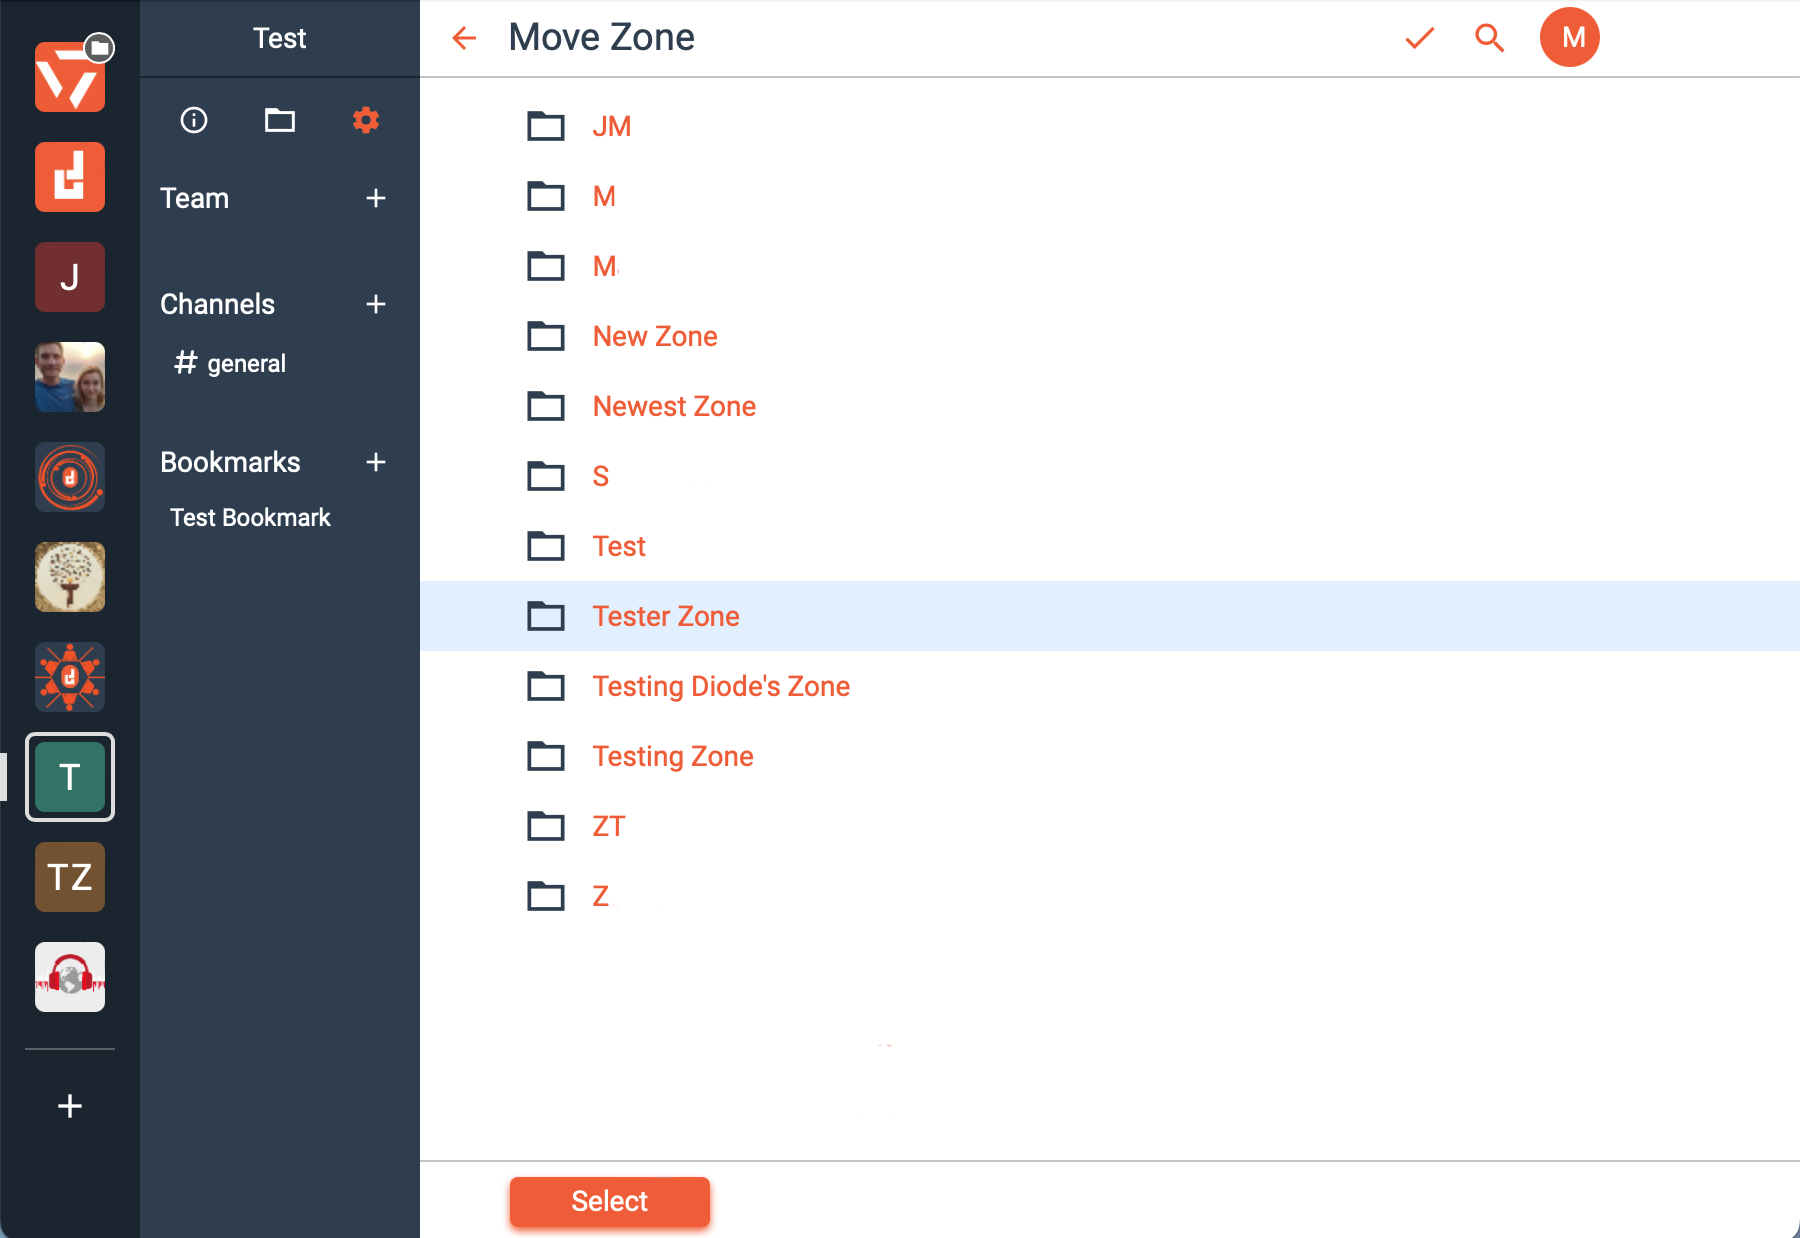 J
T
TZ
Test
Team
Channels
# general
Bookmarks
Test Bookmark
Move Zone
M
JM
M
M
New Zone
Newest Zone
S
Test
Tester Zone
Testing Diode's Zone
Testing Zone
ZT
Z
Select